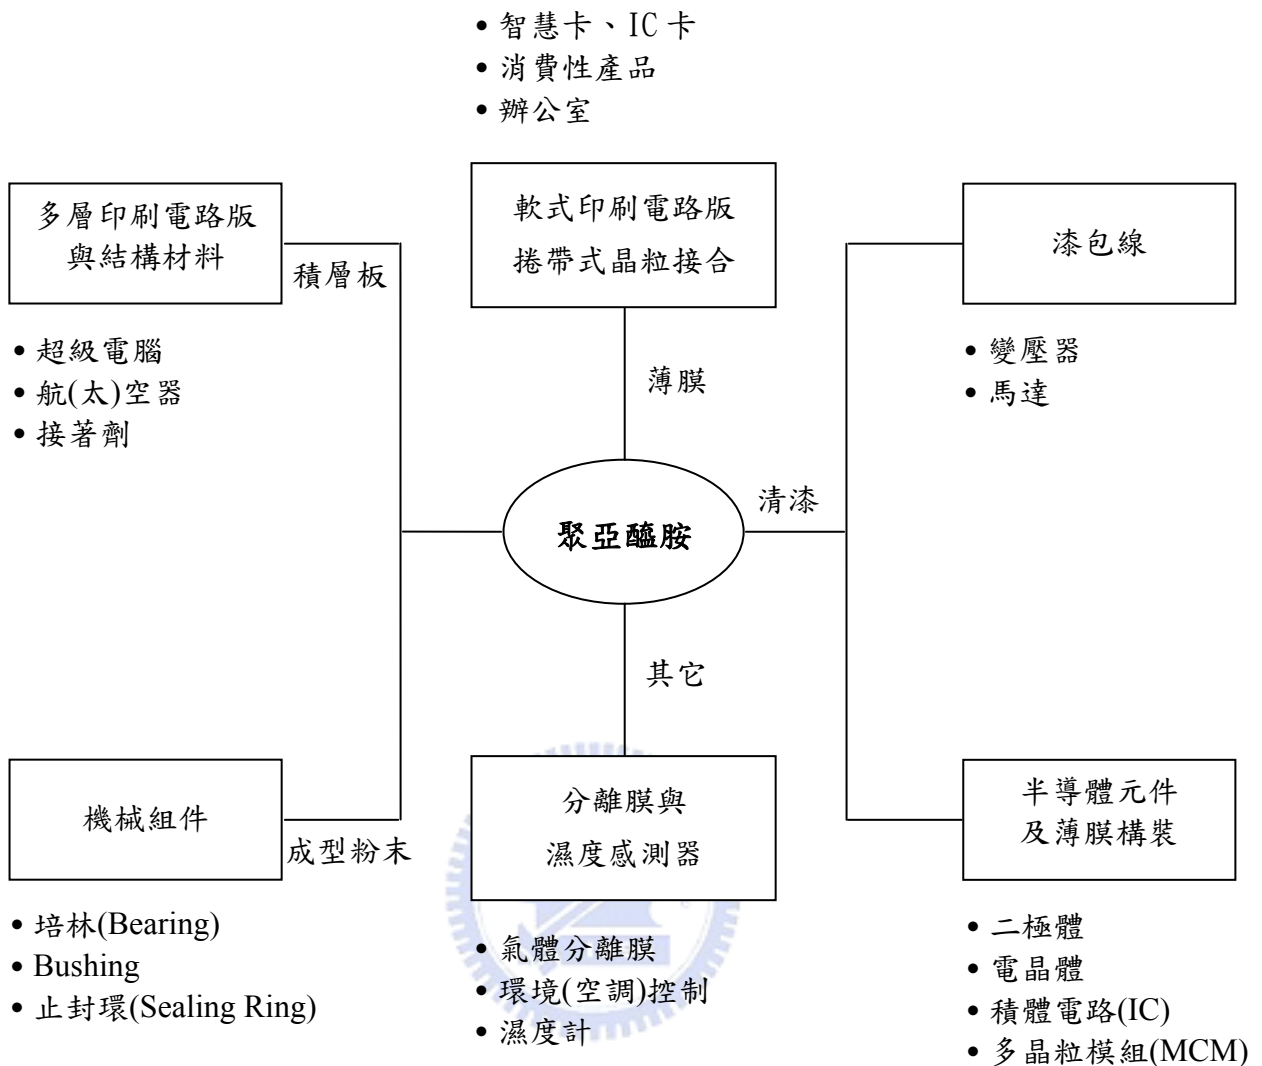 • 智慧卡、IC 卡
• 消費性產品
• 辦公室
多層印刷電路版
與結構材料
積層板
• 超級電腦
• 航(太)空器
• 接著劑
軟式印刷電路版
捲帶式晶粒接合
薄膜
漆包線
• 變壓器
• 馬達
聚亞醯胺
清漆
其它
機械組件
成型粉末
• 培林(Bearing)
• Bushing
• 止封環(Sealing Ring)
分離膜與
濕度感測器
• 氣體分離膜
• 環境(空調)控制
• 濕度計
半導體元件
及薄膜構裝
• 二極體
• 電晶體
• 積體電路(IC)
• 多晶粒模組(MCM)